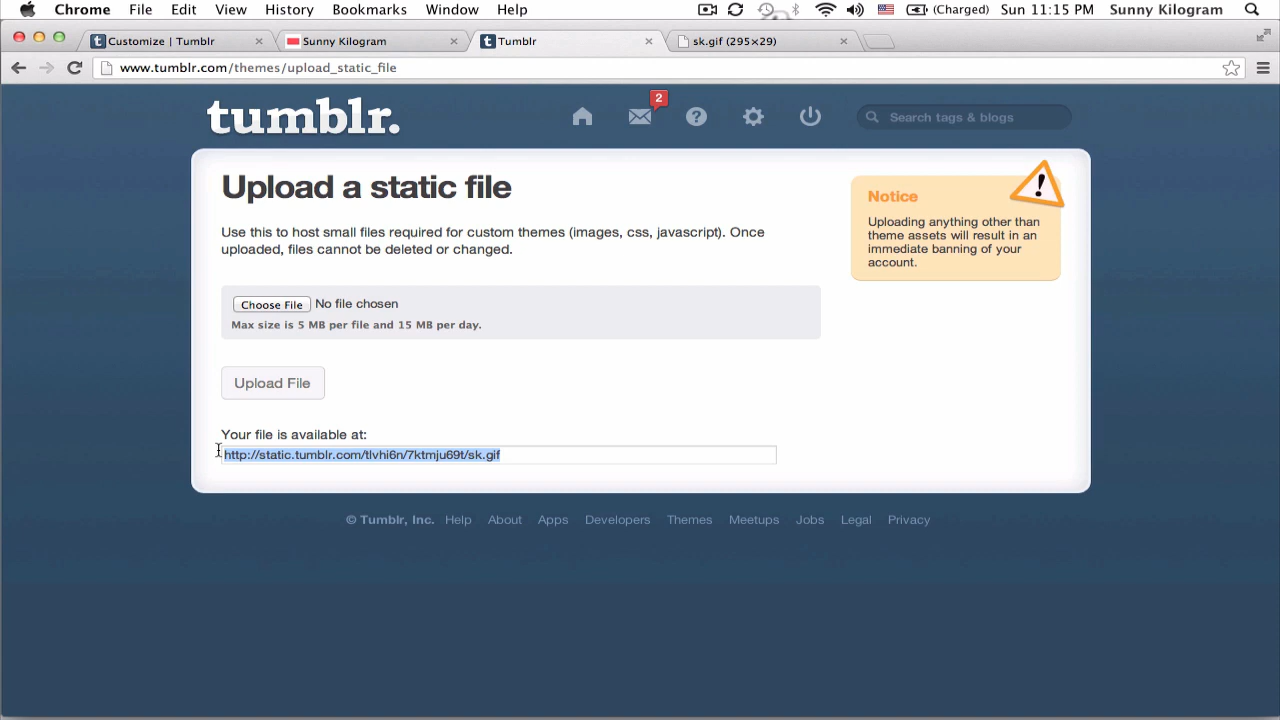 Chrome File Edit View History Bookmarks Window Help (Charged) Sun 11:15 PM Sunny Kilogram
Customize | Tumblr Sunny Kilogram Tumblr sk.gif (295×29)
www.tumblr.com/themes/upload_static_file
tumblr. 2 Search tags & blogs
Upload a static file
Use this to host small files required for custom themes (images, css, javascript). Once
uploaded, files cannot be deleted or changed.
Choose File No file chosen
Max size is 5 MB per file and 15 MB per day.
Upload File
Your file is available at:
http://static.tumblr.com/tlvhi6n/7ktmju69t/sk.gif
Notice
Uploading anything other than
theme assets will result in an
immediate banning of your
account.
© Tumblr, Inc. Help About Apps Developers Themes Meetups Jobs Legal Privacy